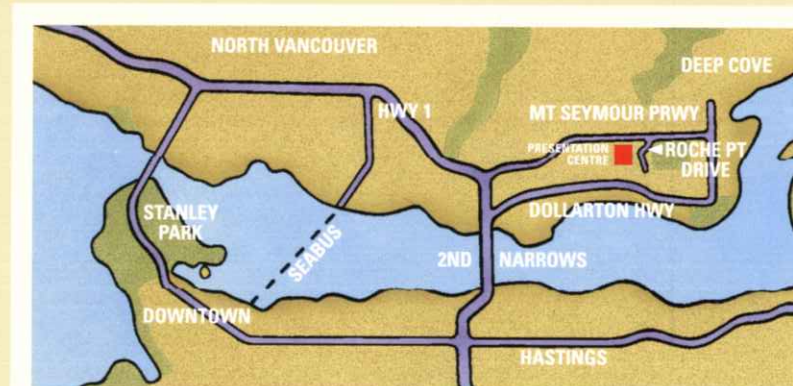 NORTH VANCOUVER
DEEP COVE
HWY 1
MT SEYMOUR PRWY
PRESENTATION
CENTRE
ROCHE PT
DRIVE
STANLEY
PARK
DOLLARTON HWY
SEABUS
2ND NARROWS
DOWNTOWN
HASTINGS